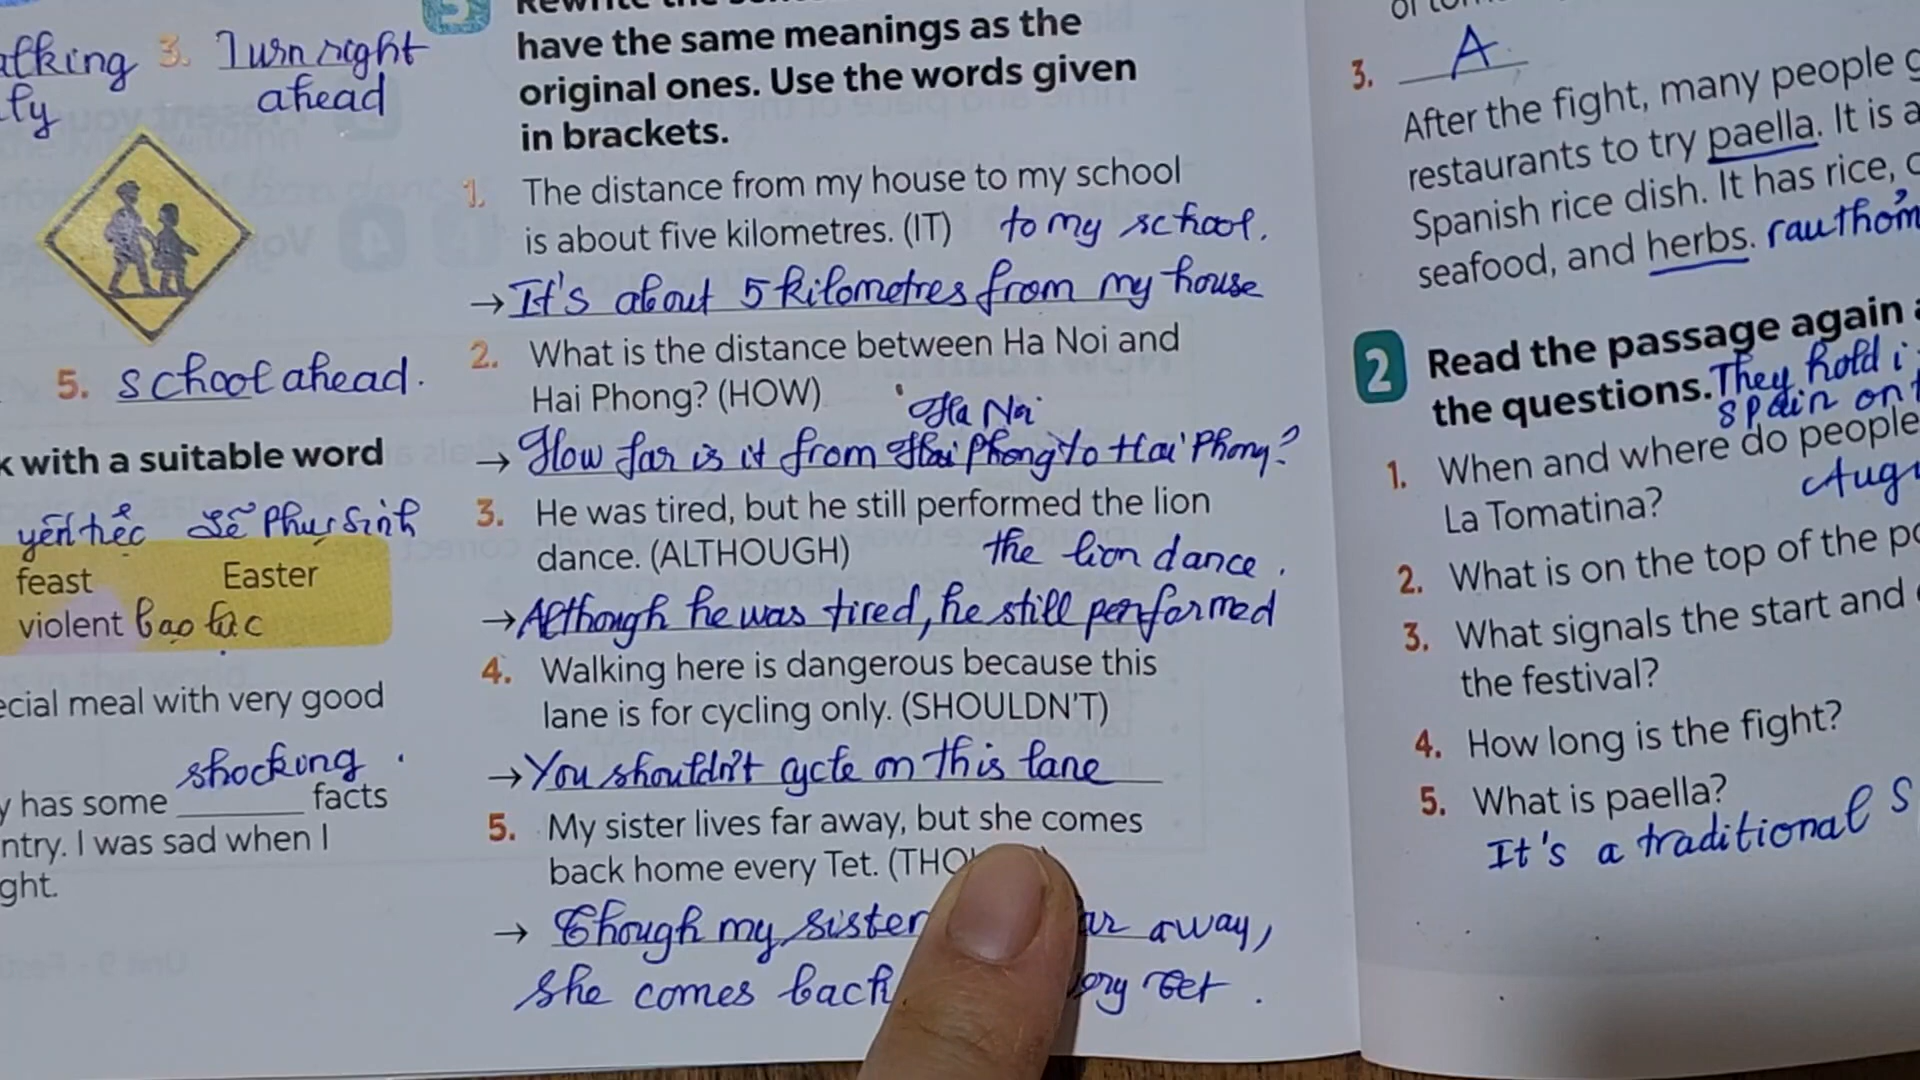 alking 3. Turn right
ly ahead
5. school ahead.
k with a suitable word
yến tiệc Lễ Phục Sinh
feast Easter
violent bạo lực
ecial meal with very good
shocking
y has some ______ facts
ntry. I was sad when I
ght.
have the same meanings as the
original ones. Use the words given
in brackets.
1. The distance from my house to my school
is about five kilometres. (IT) to my school.
→ It's about 5 kilometres from my house
2. What is the distance between Ha Noi and
Hai Phong? (HOW)
Ha Noi
→ How far is it from Hai Phong to Hai Phong?
3. He was tired, but he still performed the lion
dance. (ALTHOUGH) the lion dance.
→ Although he was tired, he still performed
4. Walking here is dangerous because this
lane is for cycling only. (SHOULDN'T)
→ You shouldn't cycle on this lane
5. My sister lives far away, but she comes
back home every Tet. (THO
→ Though my sister ar away,
she comes back ery Tet.
3. A
After the fight, many people g
restaurants to try paella. It is a
Spanish rice dish. It has rice, c
seafood, and herbs. rau thơm
2 Read the passage again a
the questions. They hold i
Spain on t
1. When and where do people
La Tomatina? Augu
2. What is on the top of the po
3. What signals the start and e
the festival?
4. How long is the fight?
5. What is paella?
It's a traditional S